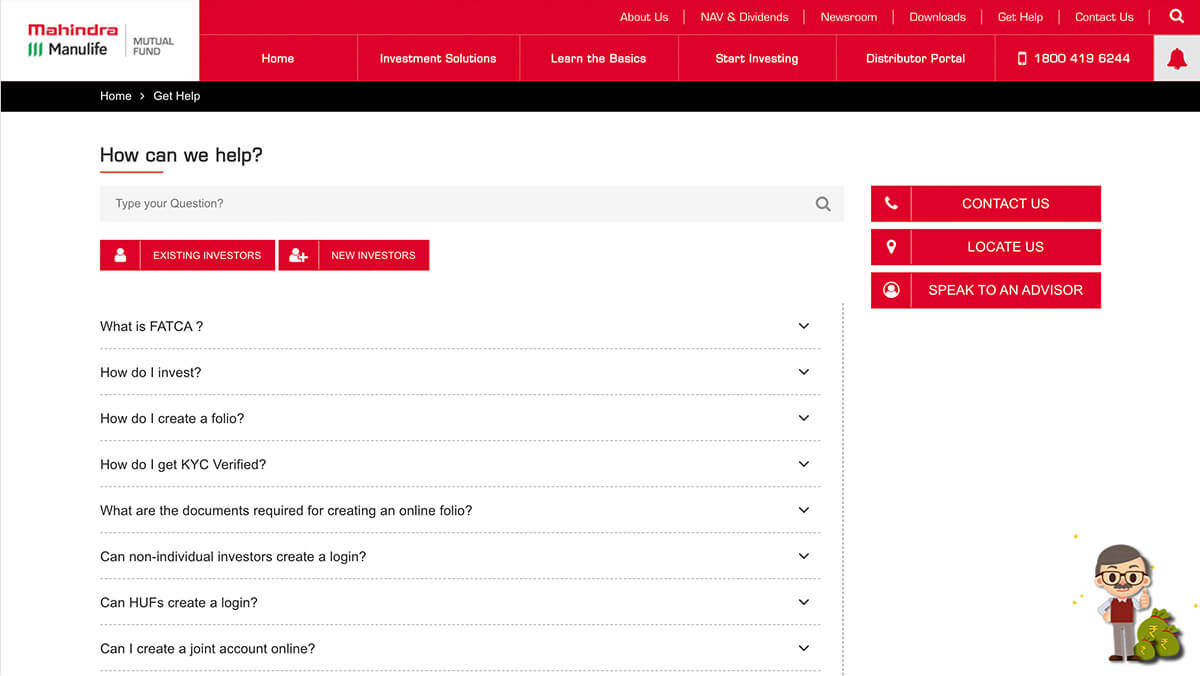 Mahindra
Manulife
MUTUAL
FUND
About Us
NAV & Dividends
Newsroom
Downloads
Get Help
Contact Us
Home
Investment Solutions
Learn the Basics
Start Investing
Distributor Portal
1800 419 6244
Home > Get Help
How can we help?
Type your Question?
EXISTING INVESTORS
NEW INVESTORS
CONTACT US
LOCATE US
SPEAK TO AN ADVISOR
What is FATCA ?
How do I invest?
How do I create a folio?
How do I get KYC Verified?
What are the documents required for creating an online folio?
Can non-individual investors create a login?
Can HUFs create a login?
Can I create a joint account online?
₹
₹
₹